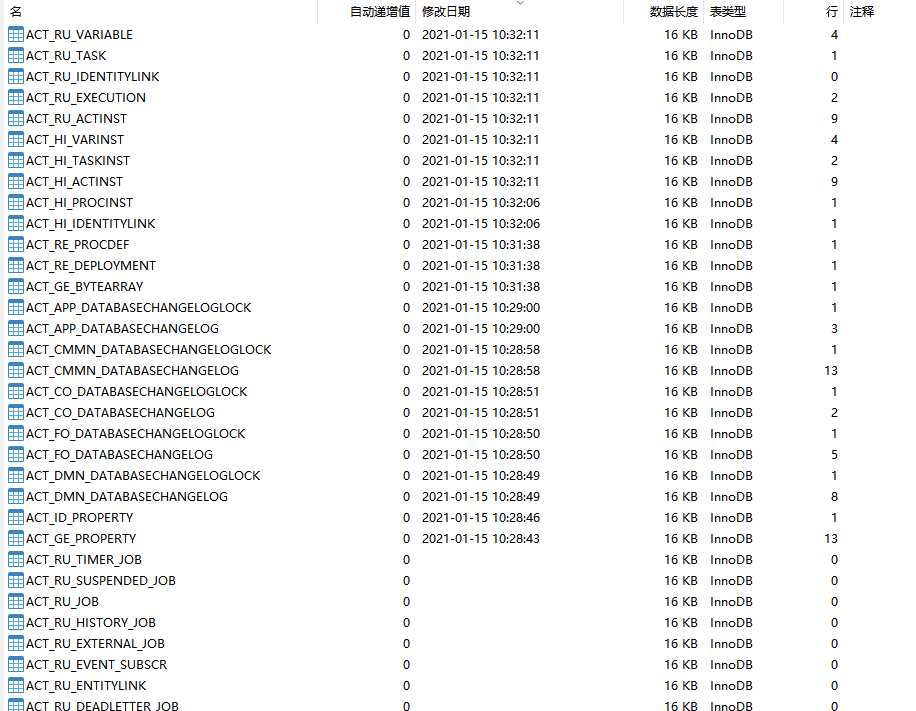 名 自动递增值 修改日期 数据长度 表类型 行 注释
ACT_RU_VARIABLE 0 2021-01-15 10:32:11 16 KB InnoDB 4
ACT_RU_TASK 0 2021-01-15 10:32:11 16 KB InnoDB 1
ACT_RU_IDENTITYLINK 0 2021-01-15 10:32:11 16 KB InnoDB 0
ACT_RU_EXECUTION 0 2021-01-15 10:32:11 16 KB InnoDB 2
ACT_RU_ACTINST 0 2021-01-15 10:32:11 16 KB InnoDB 9
ACT_HI_VARINST 0 2021-01-15 10:32:11 16 KB InnoDB 4
ACT_HI_TASKINST 0 2021-01-15 10:32:11 16 KB InnoDB 2
ACT_HI_ACTINST 0 2021-01-15 10:32:11 16 KB InnoDB 9
ACT_HI_PROCINST 0 2021-01-15 10:32:06 16 KB InnoDB 1
ACT_HI_IDENTITYLINK 0 2021-01-15 10:32:06 16 KB InnoDB 1
ACT_RE_PROCDEF 0 2021-01-15 10:31:38 16 KB InnoDB 1
ACT_RE_DEPLOYMENT 0 2021-01-15 10:31:38 16 KB InnoDB 1
ACT_GE_BYTEARRAY 0 2021-01-15 10:31:38 16 KB InnoDB 1
ACT_APP_DATABASECHANGELOGLOCK 0 2021-01-15 10:29:00 16 KB InnoDB 1
ACT_APP_DATABASECHANGELOG 0 2021-01-15 10:29:00 16 KB InnoDB 3
ACT_CMMN_DATABASECHANGELOGLOCK 0 2021-01-15 10:28:58 16 KB InnoDB 1
ACT_CMMN_DATABASECHANGELOG 0 2021-01-15 10:28:58 16 KB InnoDB 13
ACT_CO_DATABASECHANGELOGLOCK 0 2021-01-15 10:28:51 16 KB InnoDB 1
ACT_CO_DATABASECHANGELOG 0 2021-01-15 10:28:51 16 KB InnoDB 2
ACT_FO_DATABASECHANGELOGLOCK 0 2021-01-15 10:28:50 16 KB InnoDB 1
ACT_FO_DATABASECHANGELOG 0 2021-01-15 10:28:50 16 KB InnoDB 5
ACT_DMN_DATABASECHANGELOGLOCK 0 2021-01-15 10:28:49 16 KB InnoDB 1
ACT_DMN_DATABASECHANGELOG 0 2021-01-15 10:28:49 16 KB InnoDB 8
ACT_ID_PROPERTY 0 2021-01-15 10:28:46 16 KB InnoDB 1
ACT_GE_PROPERTY 0 2021-01-15 10:28:43 16 KB InnoDB 13
ACT_RU_TIMER_JOB 0 16 KB InnoDB 0
ACT_RU_SUSPENDED_JOB 0 16 KB InnoDB 0
ACT_RU_JOB 0 16 KB InnoDB 0
ACT_RU_HISTORY_JOB 0 16 KB InnoDB 0
ACT_RU_EXTERNAL_JOB 0 16 KB InnoDB 0
ACT_RU_EVENT_SUBSCR 0 16 KB InnoDB 0
ACT_RU_ENTITYLINK 0 16 KB InnoDB 0
ACT_RU_DEADLETTER_JOB 0 16 KB InnoDB 0